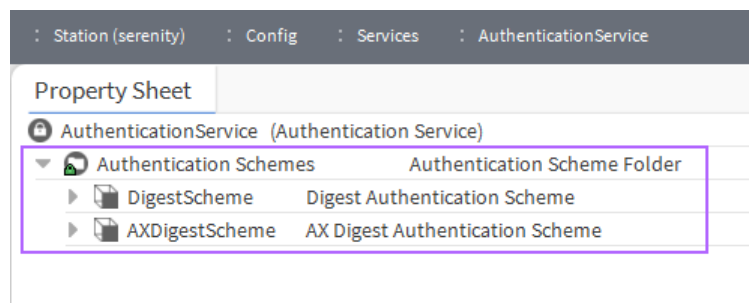 : Station (serenity) : Config : Services : AuthenticationService
Property Sheet
AuthenticationService (Authentication Service)
Authentication Schemes Authentication Scheme Folder
DigestScheme Digest Authentication Scheme
AXDigestScheme AX Digest Authentication Scheme